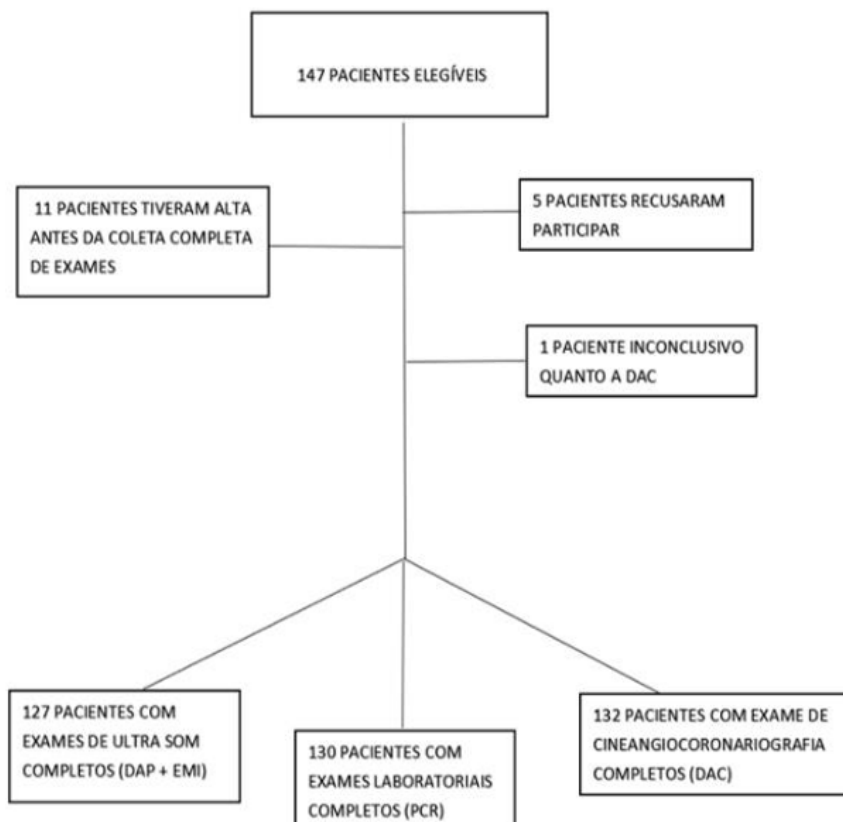 147 PACIENTES ELEGÍVEIS
11 PACIENTES TIVERAM ALTA
ANTES DA COLETA COMPLETA
DE EXAMES
5 PACIENTES RECUSARAM
PARTICIPAR
1 PACIENTE INCONCLUSIVO
QUANTO A DAC
127 PACIENTES COM
EXAMES DE ULTRA SOM
COMPLETOS (DAP + EMI)
130 PACIENTES COM
EXAMES LABORATORIAIS
COMPLETOS (PCR)
132 PACIENTES COM EXAME DE
CINEANGIOCORONARIOGRAFIA
COMPLETOS (DAC)